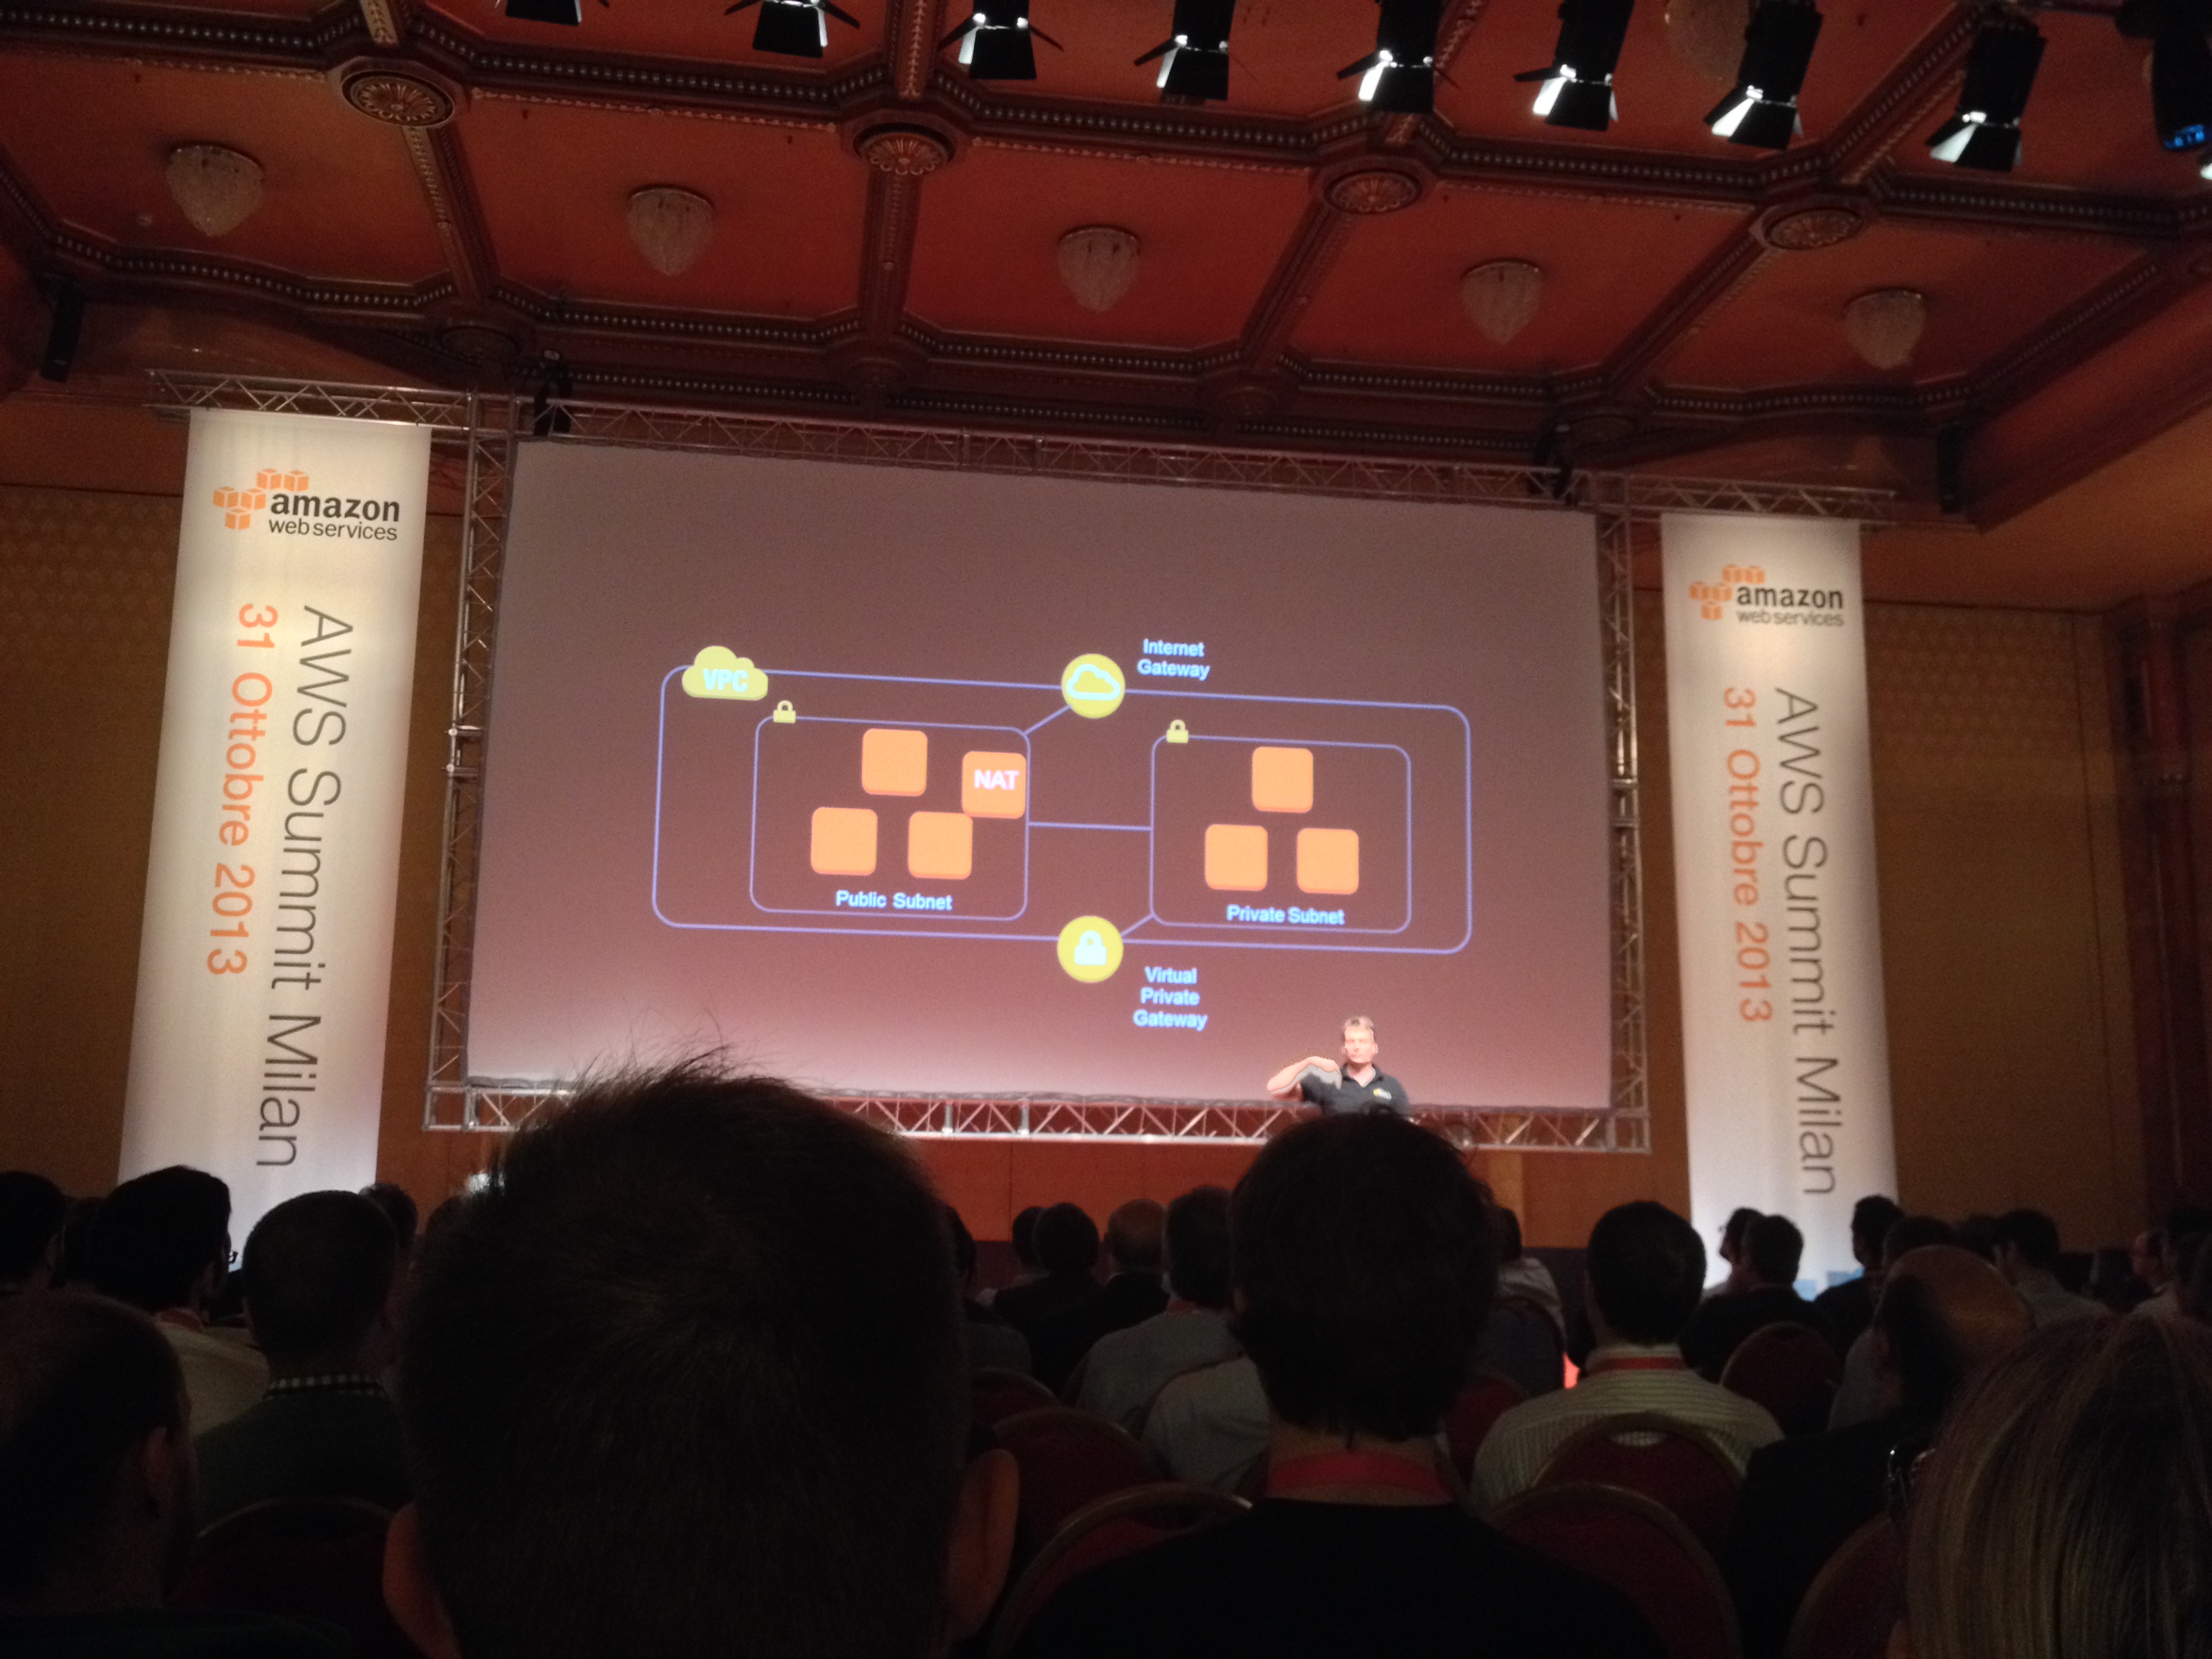 amazon
webservices
AWS Summit Milan
31 Ottobre 2013
VPC
Internet
Gateway
NAT
Public Subnet
Private Subnet
Virtual
Private
Gateway
amazon
webservices
AWS Summit Milan
31 Ottobre 2013